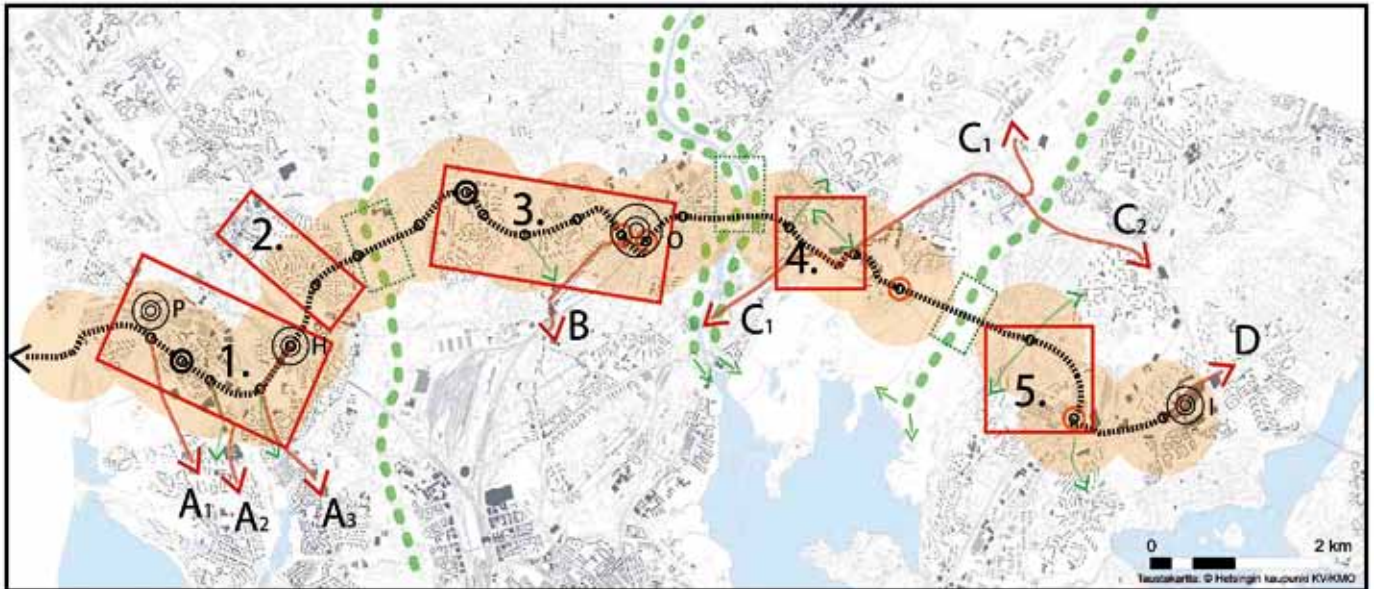 C1
2.
3.
O
C2
P
4.
1.
H
B
C1
D
5.
I
A1
A2
A3
0 2 km
Taustakartta: © Helsingin kaupunki KV/KMO